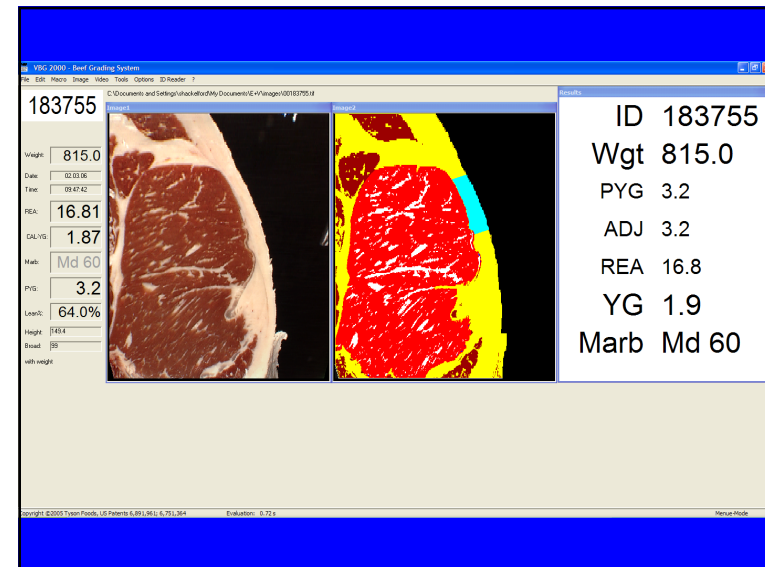 VBG 2000 - Beef Grading System
File Edit Macro Image Video Tools Options ID Reader ?
183755
C:\Documents and Settings\shackelford\My Documents\E+V\images\00183755.tif
Image1
Image2
Results
Weight: 815.0
Date: 02.03.06
Time: 09:47:42
REA: 16.81
CAL-YG: 1.87
Marb: Md 60
PYG: 3.2
Lean%: 64.0%
Height: 149.4
Broad: 99
with weight
ID 183755
Wgt 815.0
PYG 3.2
ADJ 3.2
REA 16.8
YG 1.9
Marb Md 60
Copyright ©2005 Tyson Foods, US Patents 6,891,961; 6,751,364
Evaluation: 0.72 s
Menue-Mode